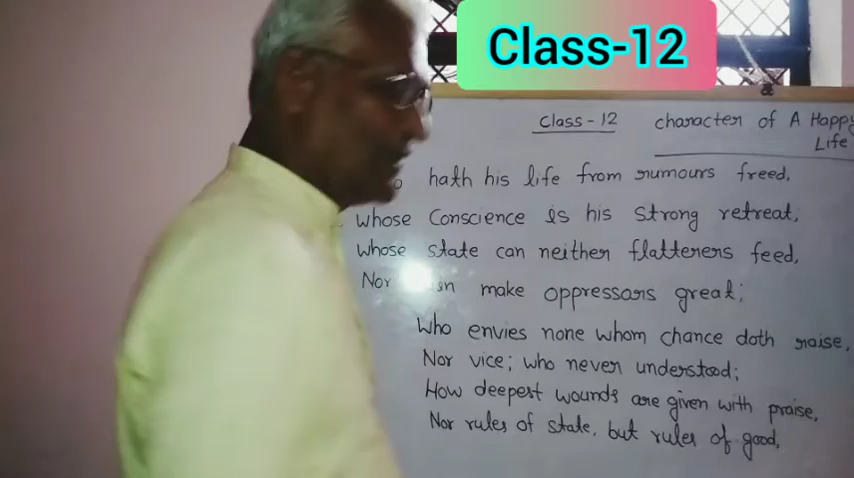 Class-12
Class - 12 character of A Happy
Life
hath his life from rumours freed,
whose Conscience is his strong retreat,
whose state can neither flatterers feed,
Nor make oppressors great;
Who envies none whom chance doth raise,
Nor vice; who never understood;
How deepest wounds are given with praise,
Nor rules of state, but rules of good,